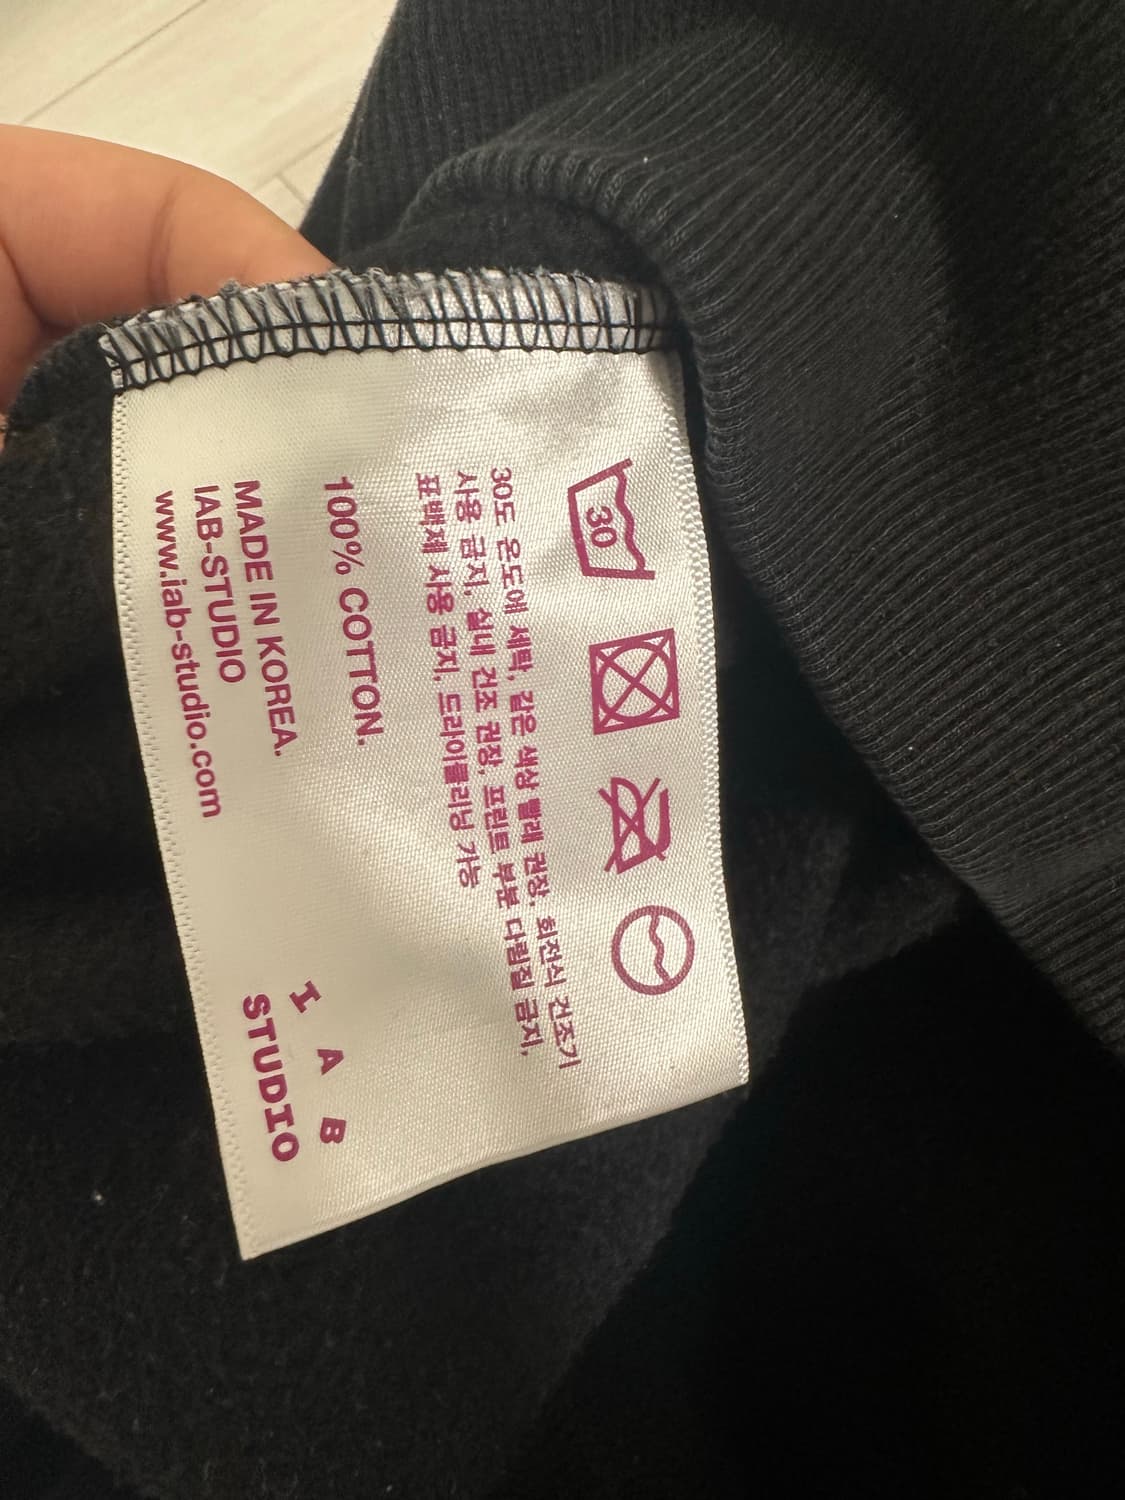 30
30도 온도에 세탁, 같은 색상 빨래 권장, 회전식 건조기
사용 금지, 실내 건조 권장, 프린트 부분 다림질 금지,
표백제 사용 금지, 드라이클리닝 가능
100% COTTON.
MADE IN KOREA.
IAB-STUDIO
www.iab-studio.com
I A B
STUDIO